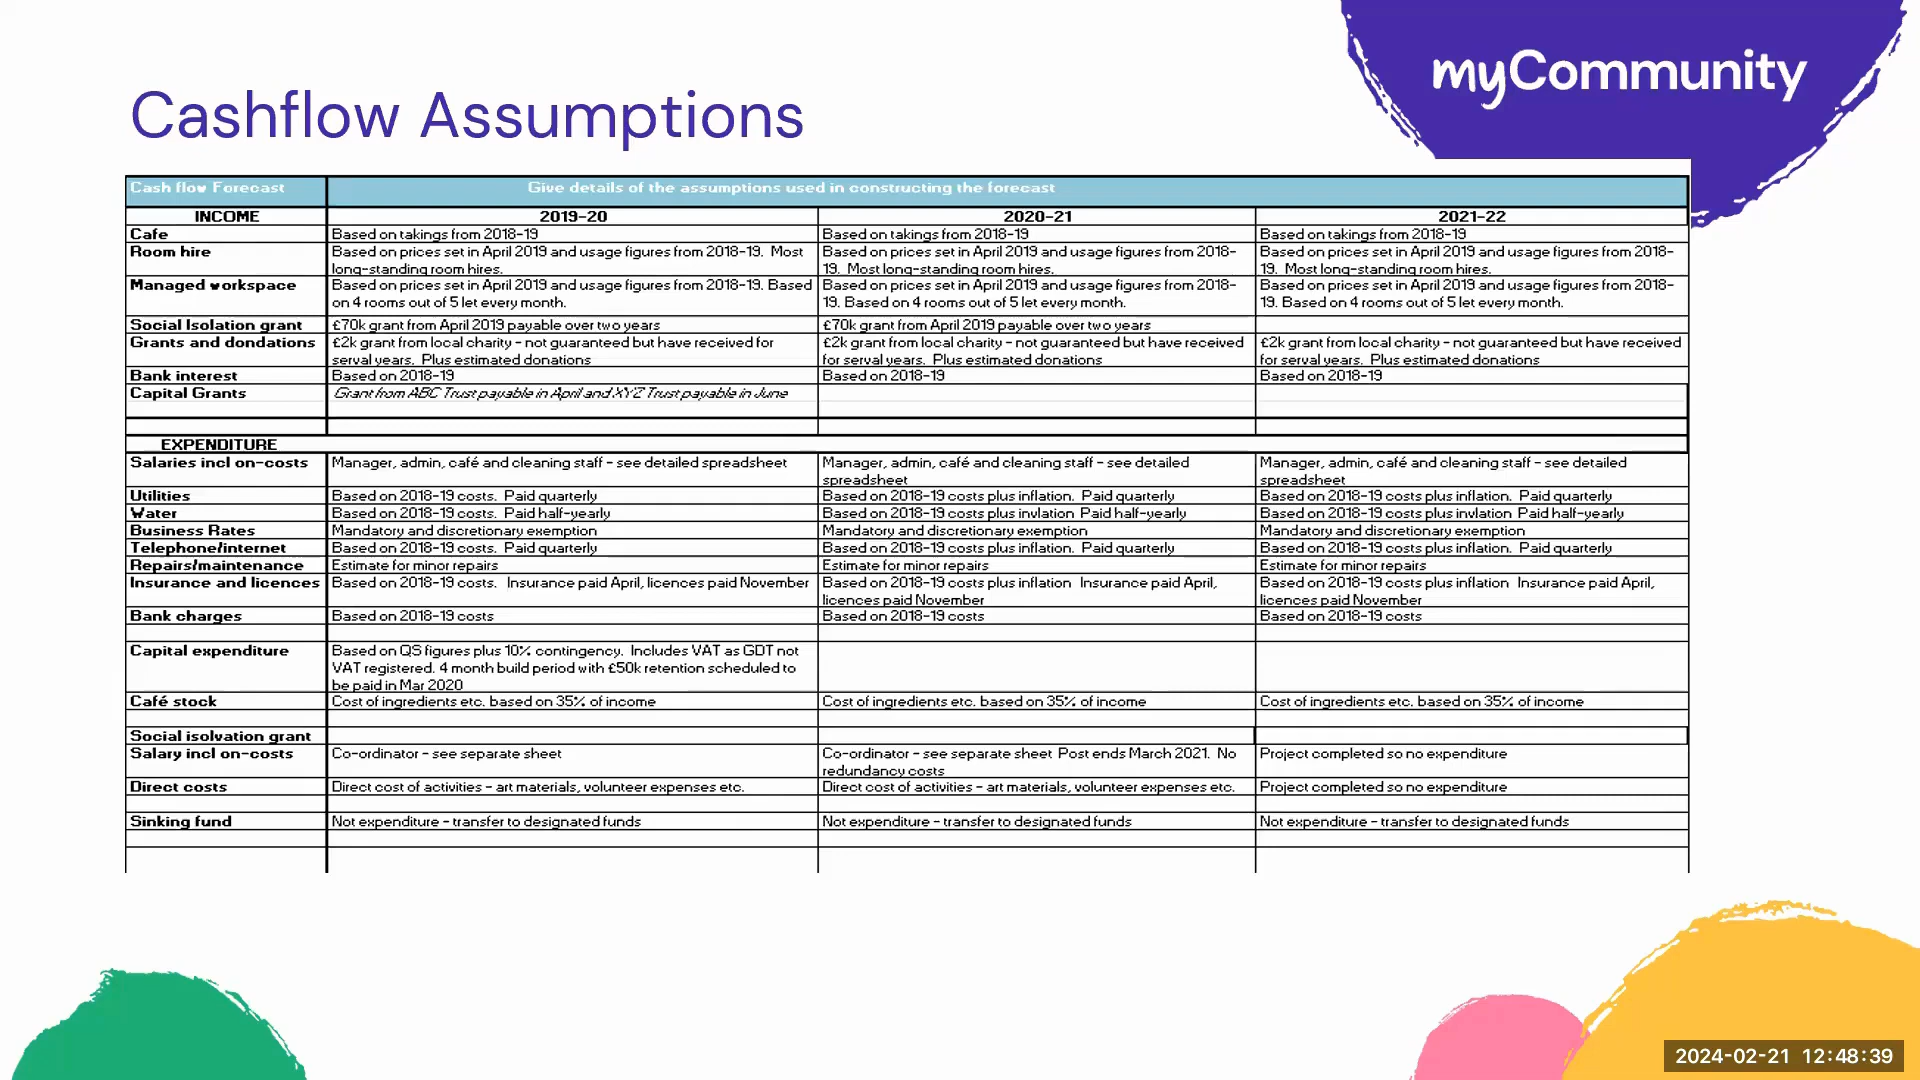 myCommunity
Cashflow Assumptions
Cash flow Forecast Give details of the assumptions used in constructing the forecast
INCOME 2019-20 2020-21 2021-22
Cafe Based on takings from 2018-19 Based on takings from 2018-19 Based on takings from 2018-19
Room hire Based on prices set in April 2019 and usage figures from 2018-19. Most Based on prices set in April 2019 and usage figures from 2018- Based on prices set in April 2019 and usage figures from 2018-
long-standing room hires. 19. Most long-standing room hires. 19. Most long-standing room hires.
Managed workspace Based on prices set in April 2019 and usage figures from 2018-19. Based Based on prices set in April 2019 and usage figures from 2018- Based on prices set in April 2019 and usage figures from 2018-
on 4 rooms out of 5 let every month. 19. Based on 4 rooms out of 5 let every month. 19. Based on 4 rooms out of 5 let every month.
Social Isolation grant £70k grant from April 2019 payable over two years £70k grant from April 2019 payable over two years
Grants and dondations £2k grant from local charity - not guaranteed but have received for £2k grant from local charity - not guaranteed but have received £2k grant from local charity - not guaranteed but have received
serval years. Plus estimated donations for serval years. Plus estimated donations for serval years. Plus estimated donations
Bank interest Based on 2018-19 Based on 2018-19 Based on 2018-19
Capital Grants Grant from ABC Trust payable in April and XYZ Trust payable in June
EXPENDITURE
Salaries incl on-costs Manager, admin, café and cleaning staff - see detailed spreadsheet Manager, admin, café and cleaning staff - see detailed Manager, admin, café and cleaning staff - see detailed
spreadsheet spreadsheet
Utilities Based on 2018-19 costs. Paid quarterly Based on 2018-19 costs plus inflation. Paid quarterly Based on 2018-19 costs plus inflation. Paid quarterly
Water Based on 2018-19 costs. Paid half-yearly Based on 2018-19 costs plus invlation Paid half-yearly Based on 2018-19 costs plus invlation Paid half-yearly
Business Rates Mandatory and discretionary exemption Mandatory and discretionary exemption Mandatory and discretionary exemption
Telephone/internet Based on 2018-19 costs. Paid quarterly Based on 2018-19 costs plus inflation. Paid quarterly Based on 2018-19 costs plus inflation. Paid quarterly
Repairs/maintenance Estimate for minor repairs Estimate for minor repairs Estimate for minor repairs
Insurance and licences Based on 2018-19 costs. Insurance paid April, licences paid November Based on 2018-19 costs plus inflation Insurance paid April, Based on 2018-19 costs plus inflation Insurance paid April,
licences paid November licences paid November
Bank charges Based on 2018-19 costs Based on 2018-19 costs Based on 2018-19 costs
Capital expenditure Based on QS figures plus 10% contingency. Includes VAT as GDT not
VAT registered. 4 month build period with £50k retention scheduled to
be paid in Mar 2020
Café stock Cost of ingredients etc. based on 35% of income Cost of ingredients etc. based on 35% of income Cost of ingredients etc. based on 35% of income
Social isolvation grant
Salary incl on-costs Co-ordinator - see separate sheet Co-ordinator - see separate sheet Post ends March 2021. No Project completed so no expenditure
redundancy costs
Direct costs Direct cost of activities - art materials, volunteer expenses etc. Direct cost of activities - art materials, volunteer expenses etc. Project completed so no expenditure
Sinking fund Not expenditure - transfer to designated funds Not expenditure - transfer to designated funds Not expenditure - transfer to designated funds
2024-02-21 12:48:39